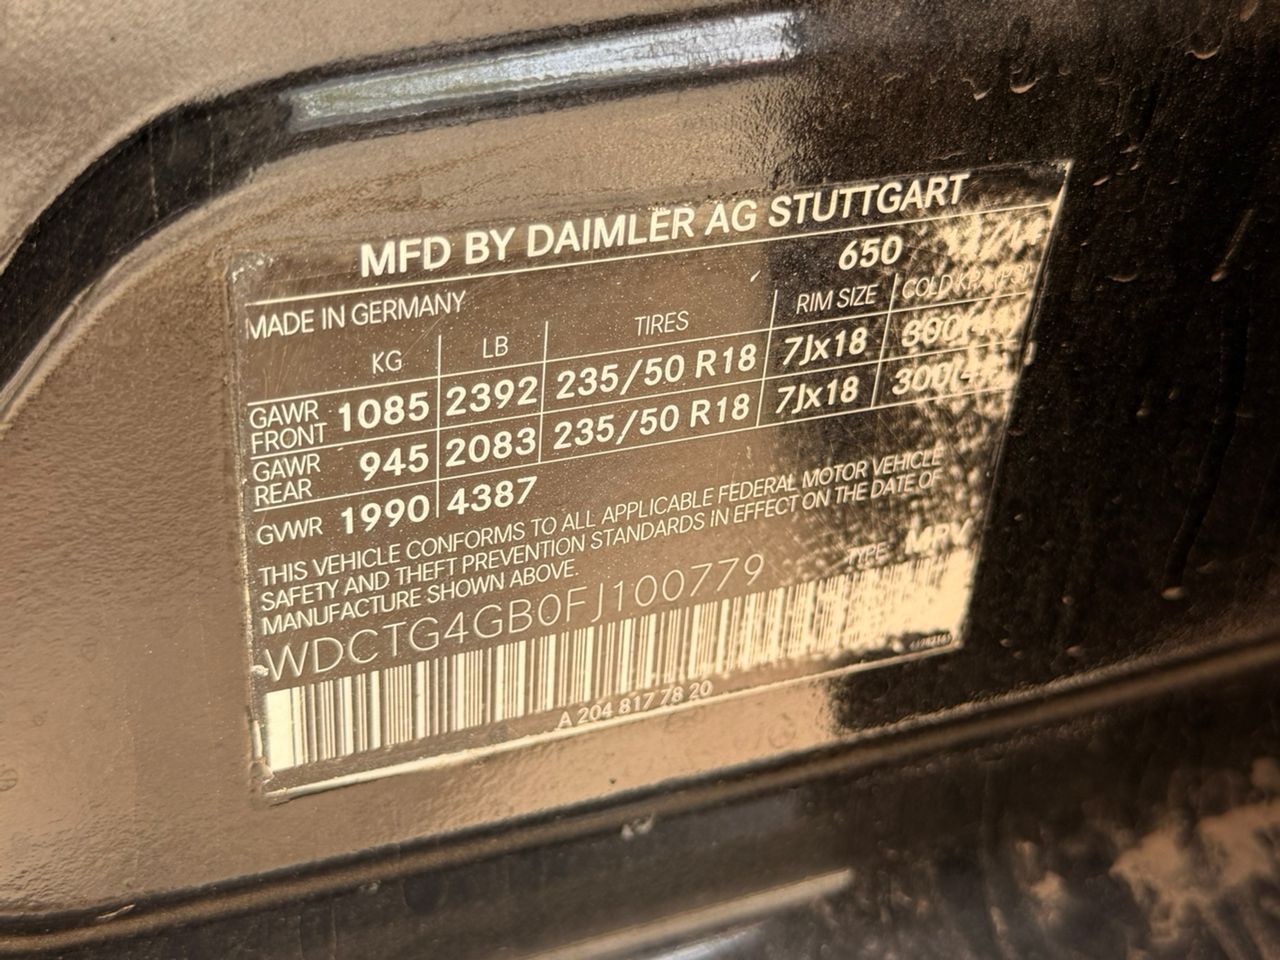 MFD BY DAIMLER AG STUTTGART
MADE IN GERMANY 650
KG LB TIRES RIM SIZE COLD
GAWR FRONT 1085 2392 235/50 R18 7Jx18
GAWR REAR 945 2083 235/50 R18 7Jx18
GWWR 1990 4387
THIS VEHICLE CONFORMS TO ALL APPLICABLE FEDERAL MOTOR VEHICLE
SAFETY AND THEFT PREVENTION STANDARDS IN EFFECT ON THE DATE OF
MANUFACTURE SHOWN ABOVE. TYPE: MPV
WDCTG4GB0FJ100779
A 204 817 78 20